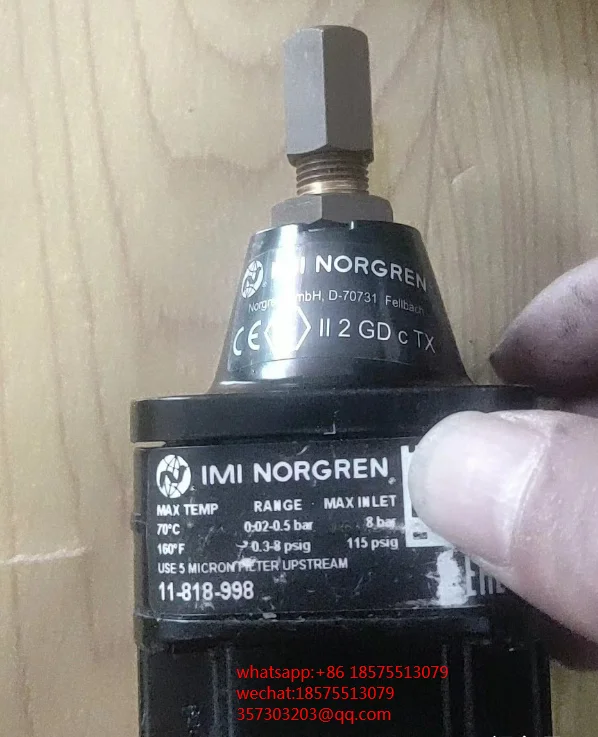 IMI NORGREN
Norgren GmbH, D-70731 Fellbach
CE II 2 GD c TX
IMI NORGREN
MAX TEMP RANGE MAX INLET
70°C 0.02-0.5 bar 8 bar
160°F 0.3-8 psig 115 psig
USE 5 MICRON FILTER UPSTREAM
11-818-998
whatsapp:+86 18575513079
wechat:18575513079
357303203@qq.com